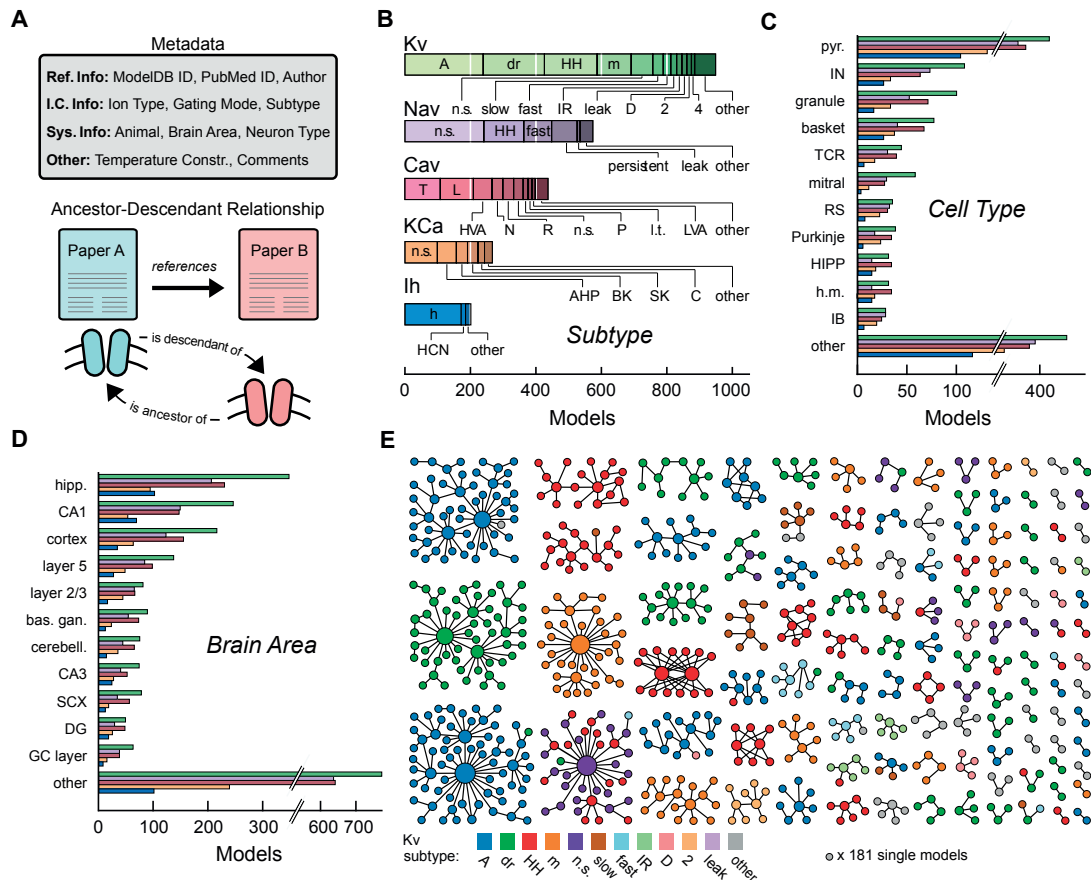 A
Metadata
Ref. Info: ModelDB ID, PubMed ID, Author
I.C. Info: Ion Type, Gating Mode, Subtype
Sys. Info: Animal, Brain Area, Neuron Type
Other: Temperature Constr., Comments
Ancestor-Descendant Relationship
Paper A
references
Paper B
is descendant of
is ancestor of
B
Kv
A dr HH m
n.s. slow fast IR leak D 2 4 other
Nav
n.s. HH fast
persistent leak other
Cav
T L
HVA N R n.s. P l.t. LVA other
KCa
n.s.
AHP BK SK C other
Ih
h
HCN other
Subtype
0 200 400 600 800 1000
Models
C
pyr.
IN
granule
basket
TCR
mitral
RS
Purkinje
HIPP
h.m.
IB
other
Cell Type
0 50 100 400
Models
D
hipp.
CA1
cortex
layer 5
layer 2/3
bas. gan.
cerebell.
CA3
SCX
DG
GC layer
other
Brain Area
0 100 200 300 600 700
Models
E
Kv
subtype:
A dr HH m n.s. slow fast IR D 2 leak other
x 181 single models